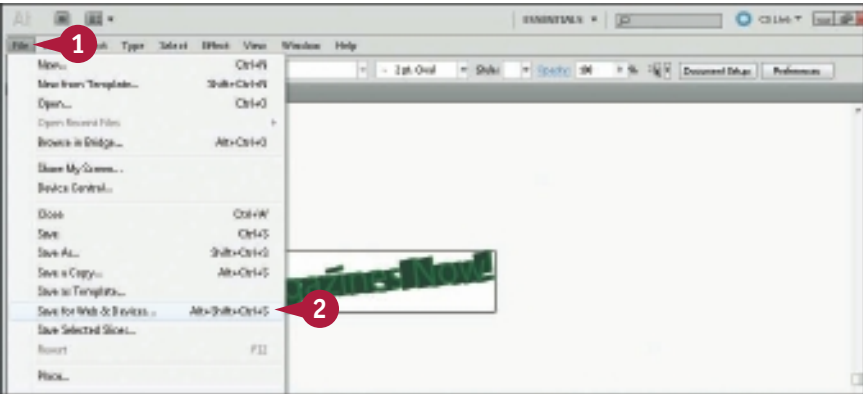 Ai Br
ESSENTIALS CS Live
File Type Select Effect View Window Help
1
2 pt. Oval Style: Opacity: 100 % Document Setup Preferences
New... Ctrl+N
New from Template... Shift+Ctrl+N
Open... Ctrl+O
Open Recent Files
Browse in Bridge... Alt+Ctrl+O
Share My Screen...
Device Central...
Close Ctrl+W
Save Ctrl+S
Save As... Shift+Ctrl+S
Save a Copy... Alt+Ctrl+S
Save as Template...
Save for Web & Devices... Alt+Shift+Ctrl+S
2
Save Selected Slices...
Revert F12
Place...
gazines Now!